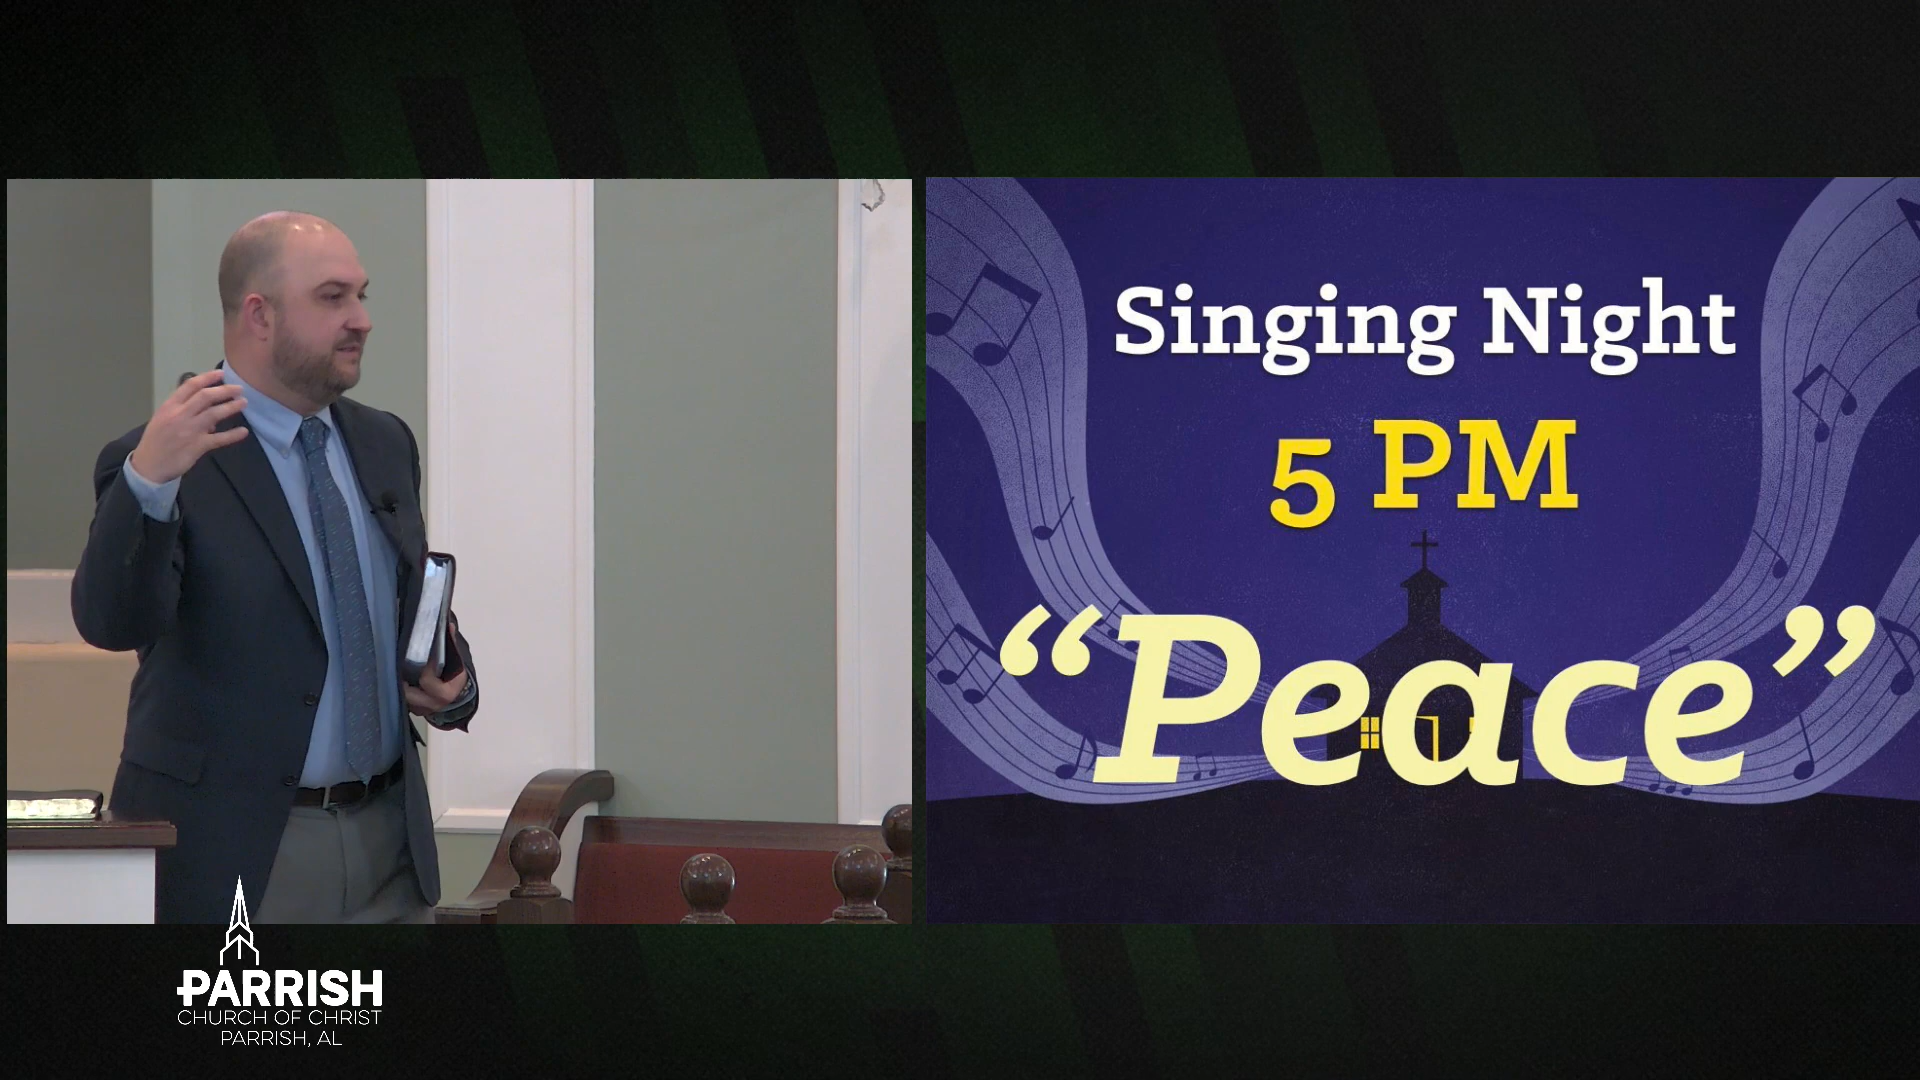 Singing Night
5 PM
“Peace”
PARRISH
CHURCH OF CHRIST
PARRISH, AL